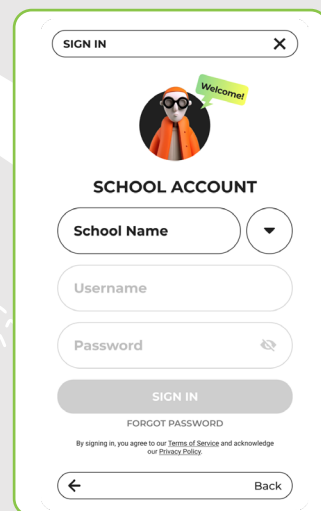 SIGN IN
Welcome!
SCHOOL ACCOUNT
School Name
Username
Password
SIGN IN
FORGOT PASSWORD
By signing in, you agree to our Terms of Service and acknowledge
our Privacy Policy.
Back